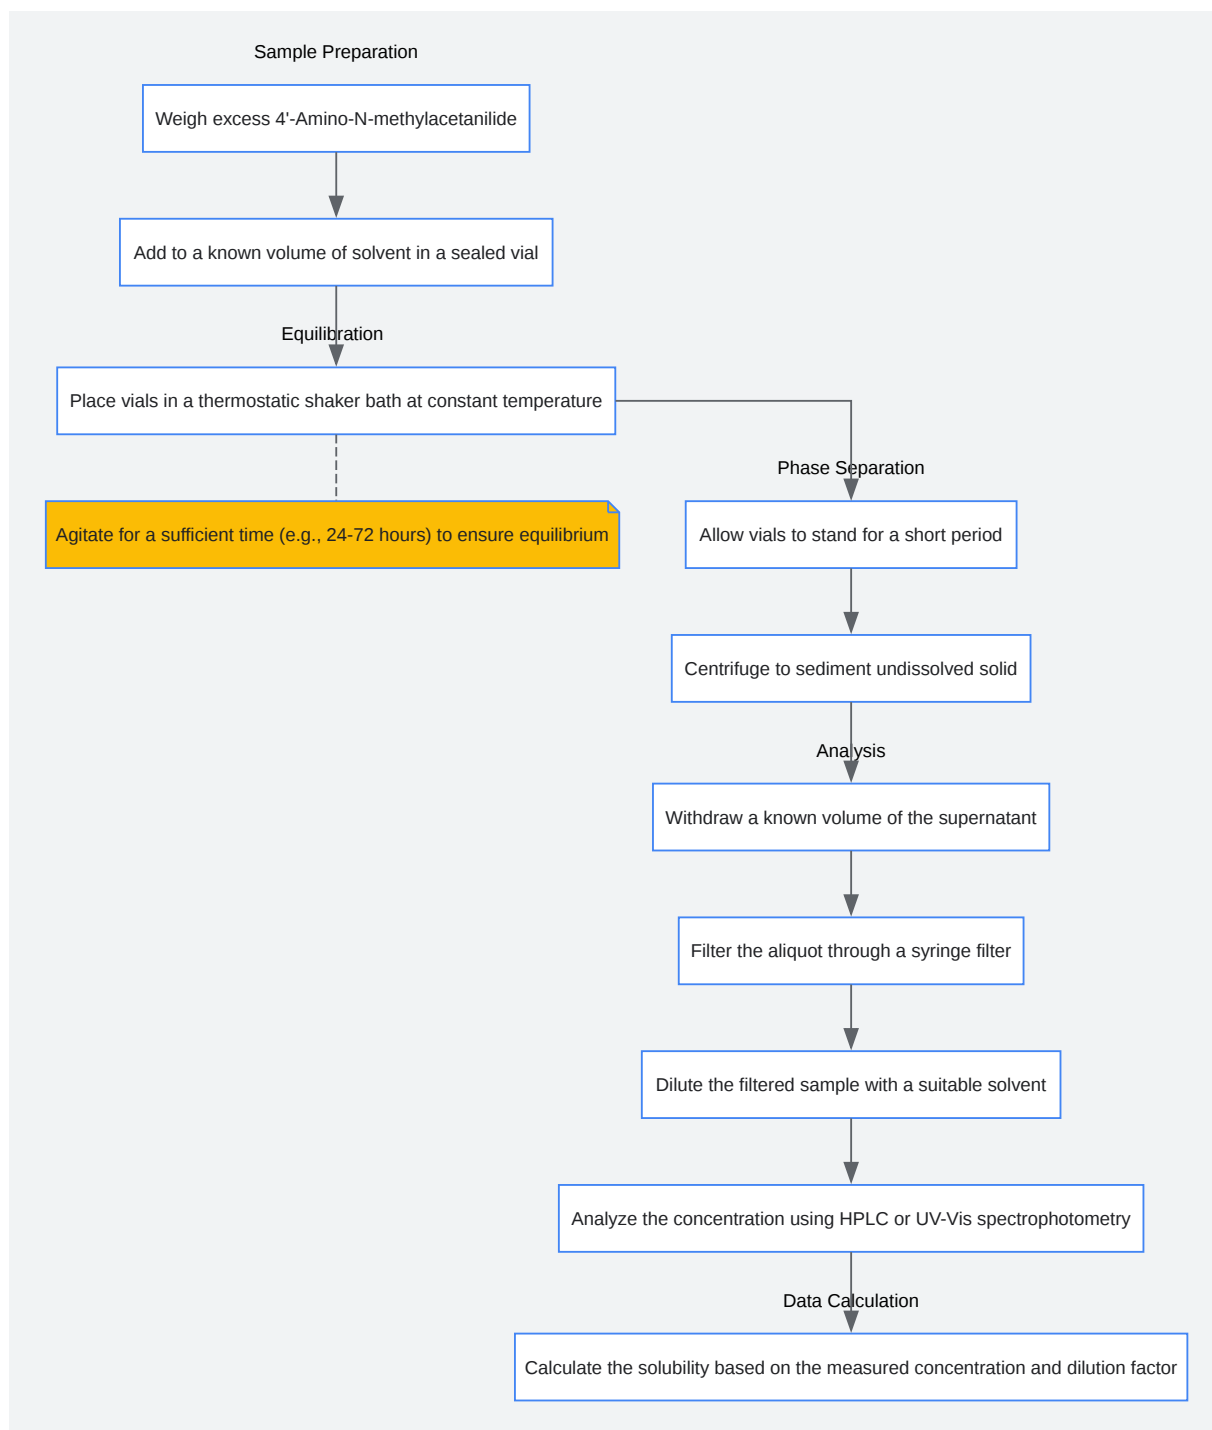 Sample Preparation
Weigh excess 4'-Amino-N-methylacetanilide
Add to a known volume of solvent in a sealed vial
Equilibration
Place vials in a thermostatic shaker bath at constant temperature
Agitate for a sufficient time (e.g., 24-72 hours) to ensure equilibrium
Phase Separation
Allow vials to stand for a short period
Centrifuge to sediment undissolved solid
Analysis
Withdraw a known volume of the supernatant
Filter the aliquot through a syringe filter
Dilute the filtered sample with a suitable solvent
Analyze the concentration using HPLC or UV-Vis spectrophotometry
Data Calculation
Calculate the solubility based on the measured concentration and dilution factor